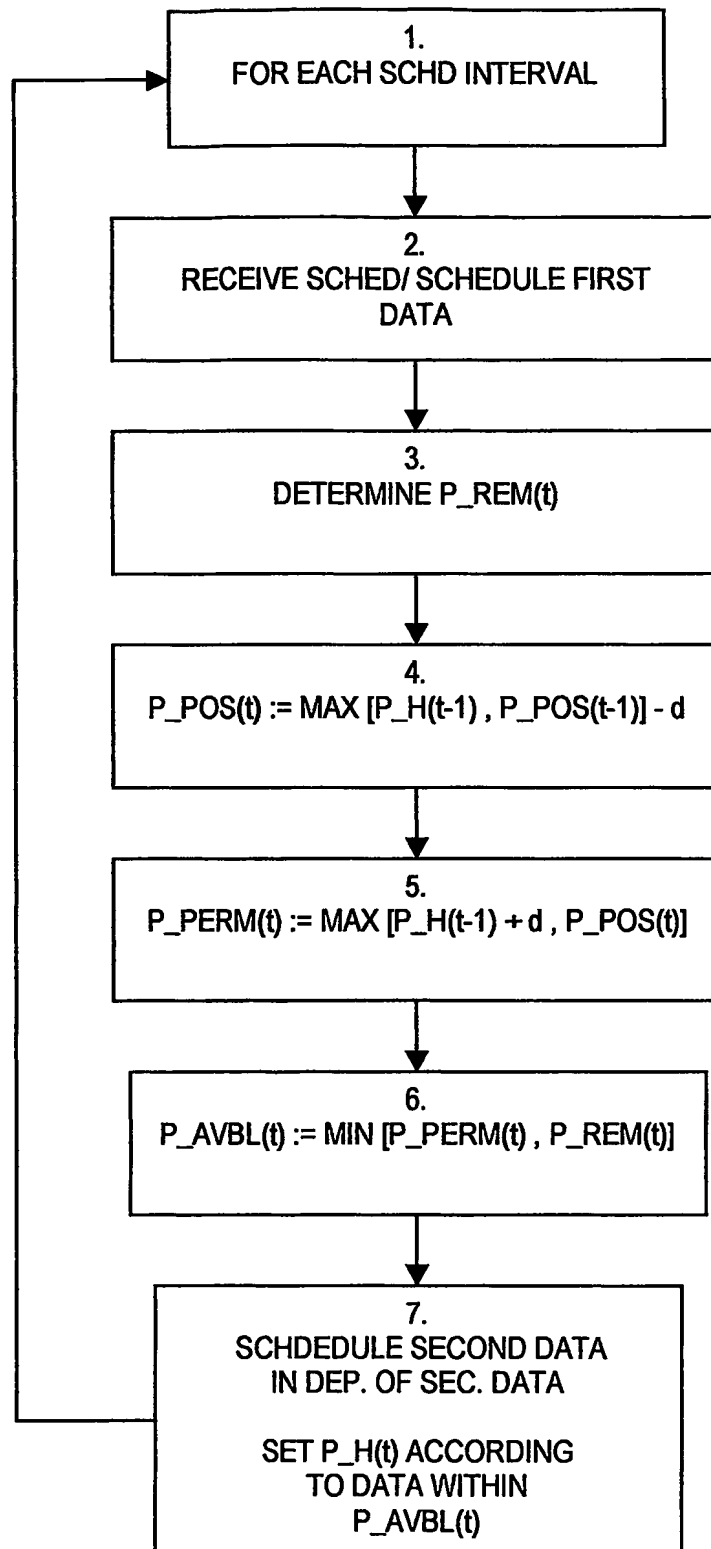 1.
FOR EACH SCHD INTERVAL
2.
RECEIVE SCHED/ SCHEDULE FIRST
DATA
3.
DETERMINE P_REM(t)
4.
P_POS(t) := MAX [P_H(t-1) , P_POS(t-1)] - d
5.
P_PERM(t) := MAX [P_H(t-1) + d , P_POS(t)]
6.
P_AVBL(t) := MIN [P_PERM(t) , P_REM(t)]
7.
SCHDEDULE SECOND DATA
IN DEP. OF SEC. DATA
SET P_H(t) ACCORDING
TO DATA WITHIN
P_AVBL(t)